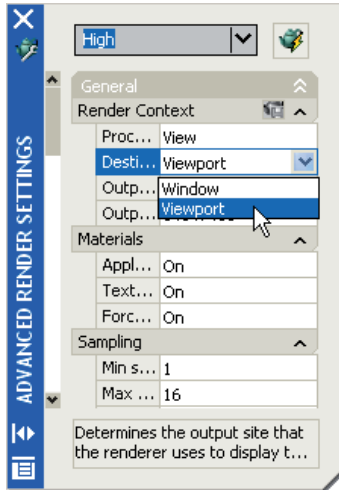 High
ADVANCED RENDER SETTINGS
General
Render Context
Proc... View
Desti... Viewport
Outp... Window
Outp... Viewport
Materials
Appl... On
Text... On
Forc... On
Sampling
Min s... 1
Max ... 16
Determines the output site that
the renderer uses to display t...